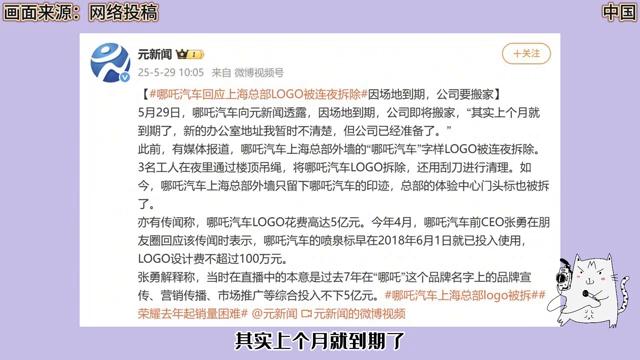 画面来源：网络投稿
中国
元新闻
+关注
25-5-29 10:05 来自 微博视频号
#哪吒汽车回应上海总部LOGO被连夜拆除#因场地到期，公司要搬家
5月29日，哪吒汽车向元新闻透露，因场地到期，公司即将搬家，“其实上个月就
到期了，新的办公室地址我暂时不清楚，但公司已经准备了。”
此前，有媒体报道，哪吒汽车上海总部外墙的“哪吒汽车”字样LOGO被连夜拆除。
3名工人在夜里通过楼顶吊绳，将哪吒汽车LOGO拆除，还用刮刀进行清理。如
今，哪吒汽车上海总部外墙只留下哪吒汽车的印迹，总部的体验中心门头标也被拆
了。
亦有传闻称，哪吒汽车LOGO花费高达5亿元。今年4月，哪吒汽车前CEO张勇在朋
友圈回应该传闻时表示，哪吒汽车的喷泉标早在2018年6月1日就已投入使用，
LOGO设计费不超过100万元。
张勇解释称，当时在直播中的本意是过去7年在“哪吒”这个品牌名字上的品牌宣
传、营销传播、市场推广等综合投入不下5亿元。#哪吒汽车上海总部logo被拆##
荣耀去年起销量困难# @元新闻 元新闻的微博视频
其实上个月就到期了